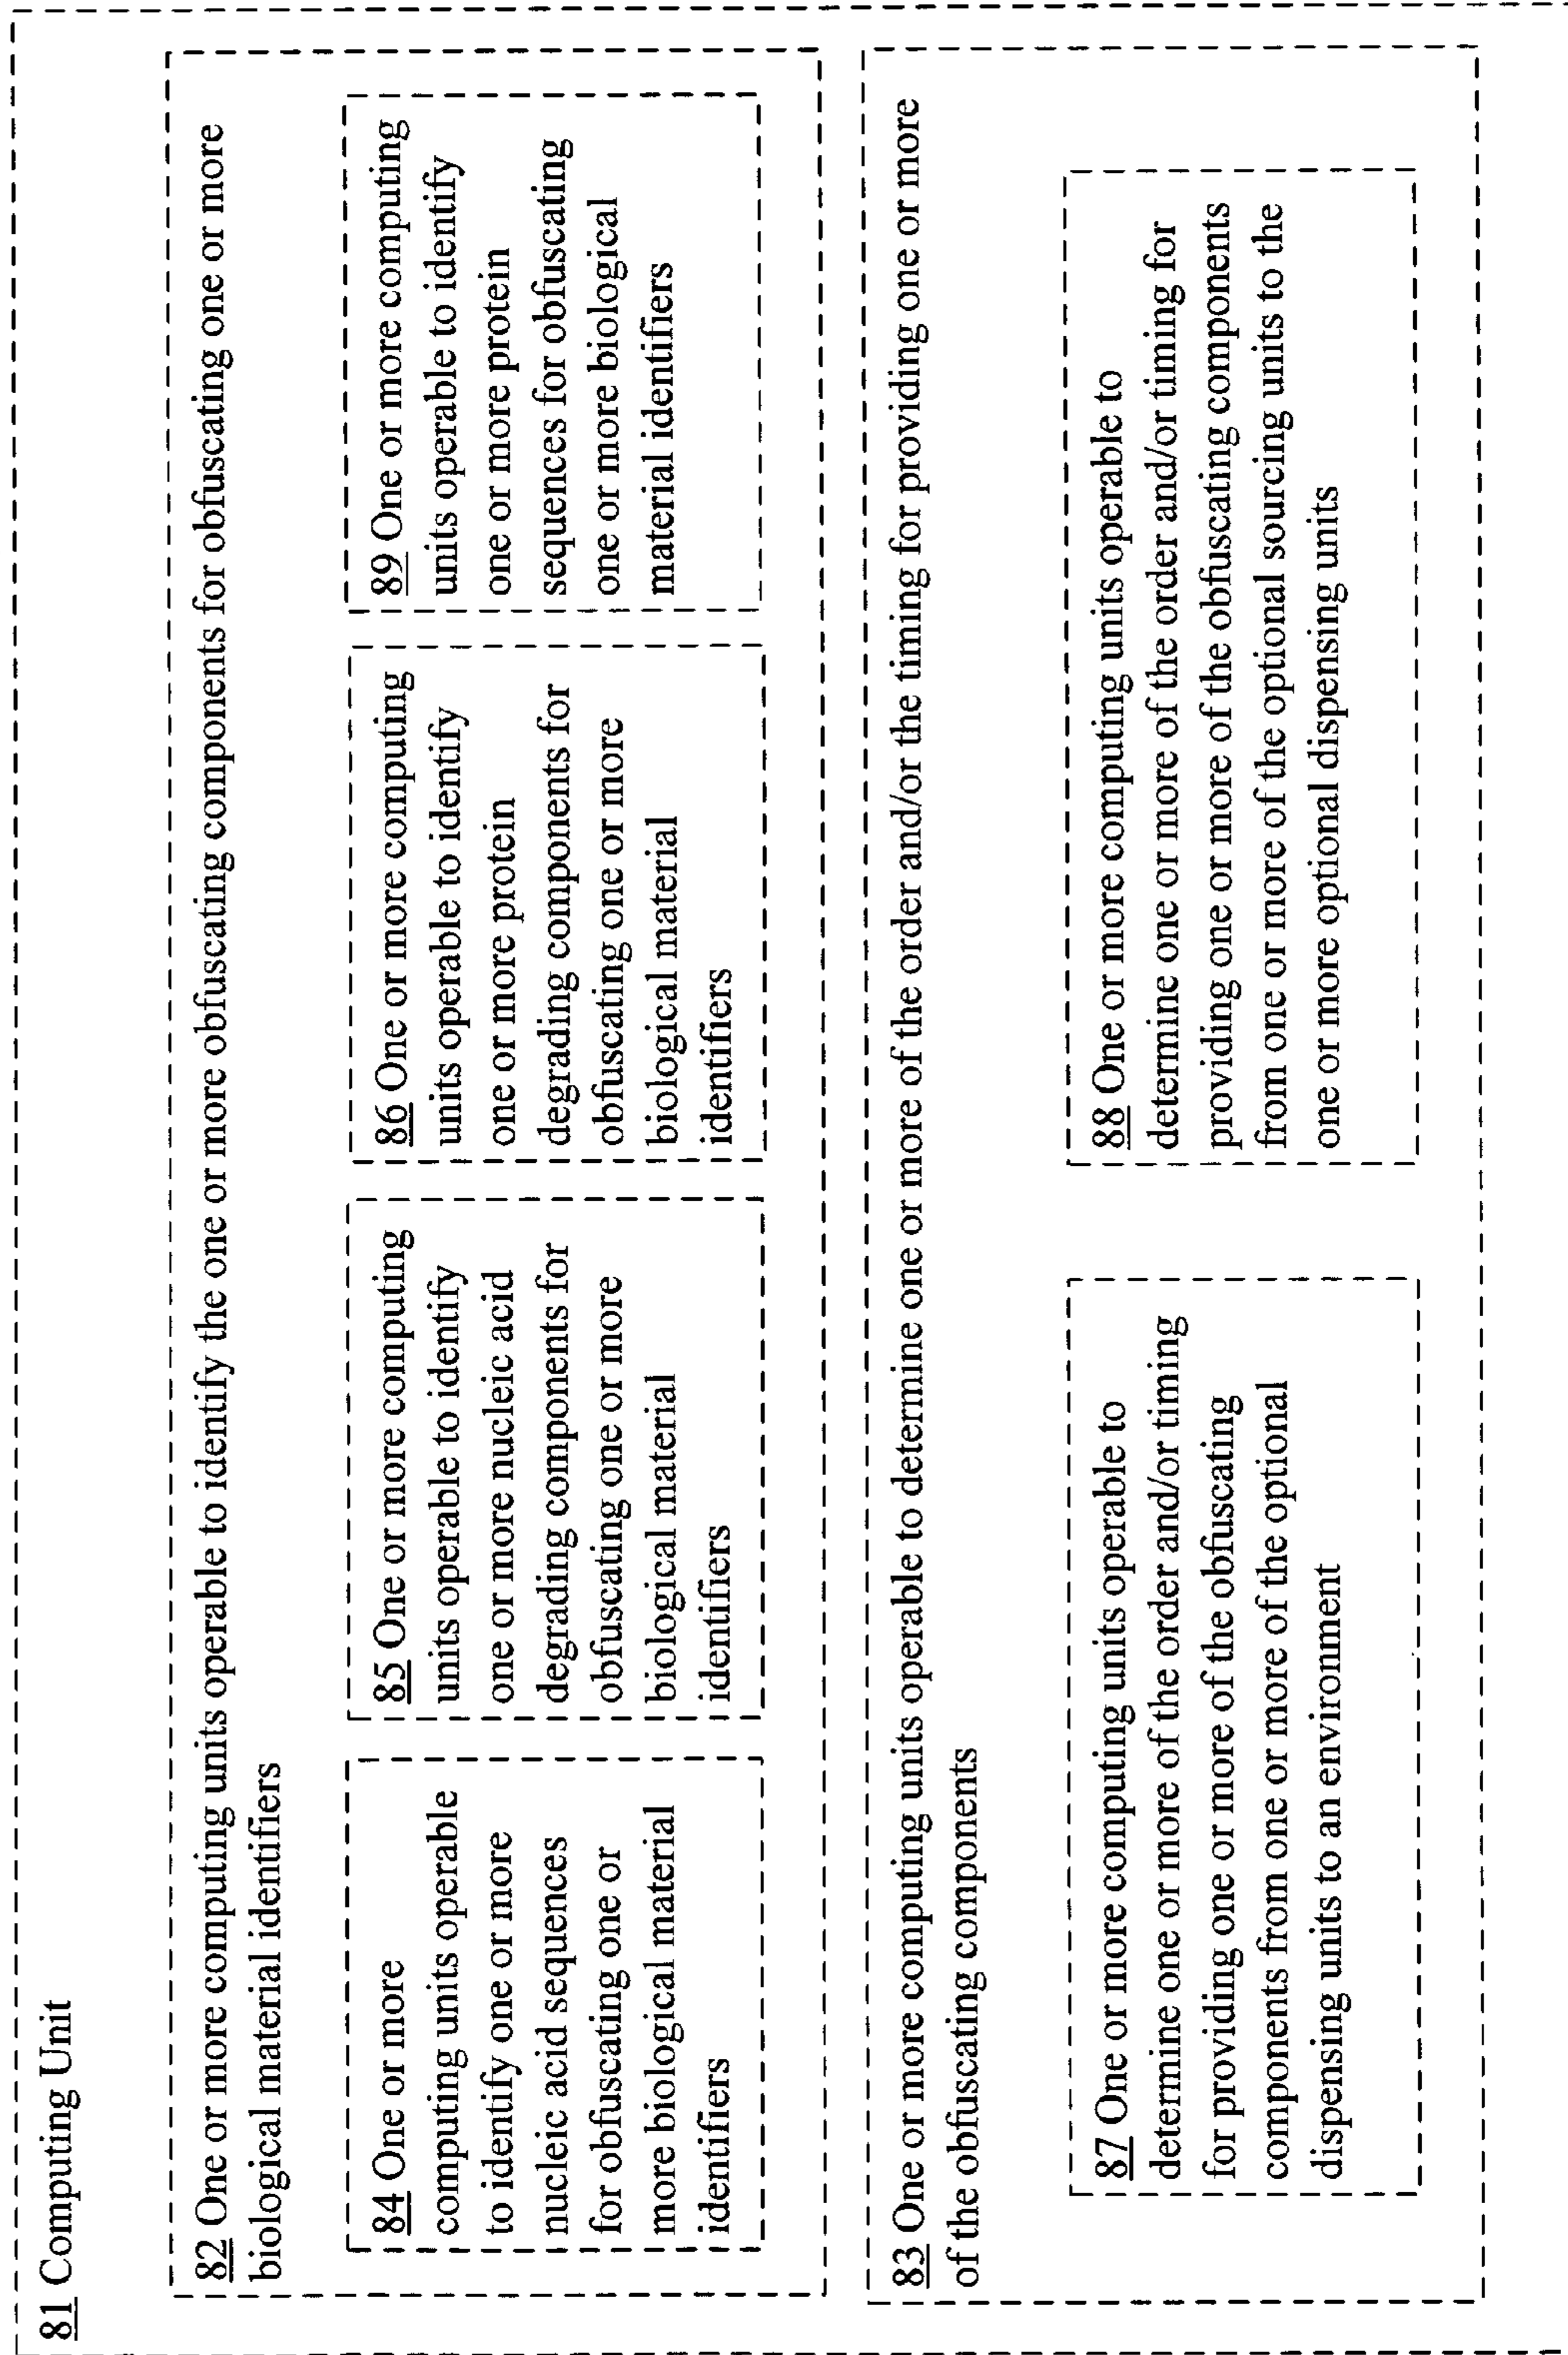 81 Computing Unit
82 One or more computing units operable to identify the one or more obfuscating components for obfuscating one or more
biological material identifiers
84 One or more
computing units operable
to identify one or more
nucleic acid sequences
for obfuscating one or
more biological material
identifiers
85 One or more computing
units operable to identify
one or more nucleic acid
degrading components for
obfuscating one or more
biological material
identifiers
86 One or more computing
units operable to identify
one or more protein
degrading components for
obfuscating one or more
biological material
identifiers
89 One or more computing
units operable to identify
one or more protein
sequences for obfuscating
one or more biological
material identifiers
83 One or more computing units operable to determine one or more of the order and/or the timing for providing one or more
of the obfuscating components
87 One or more computing units operable to
determine one or more of the order and/or timing
for providing one or more of the obfuscating
components from one or more of the optional
dispensing units to an environment
88 One or more computing units operable to
determine one or more of the order and/or timing for
providing one or more of the obfuscating components
from one or more of the optional sourcing units to the
one or more optional dispensing units